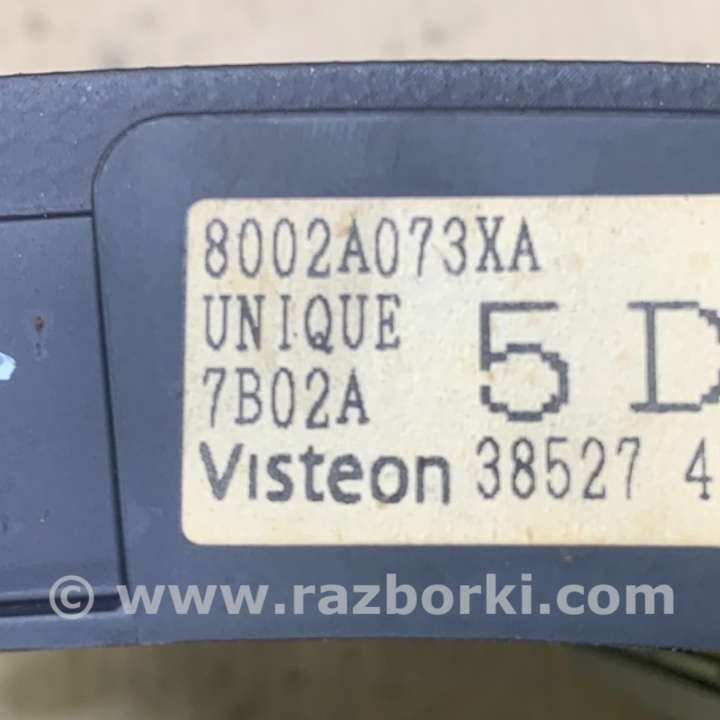 8002A073XA
UNIQUE
7B02A
5 D
Visteon 38527 4
© www.razborki.com